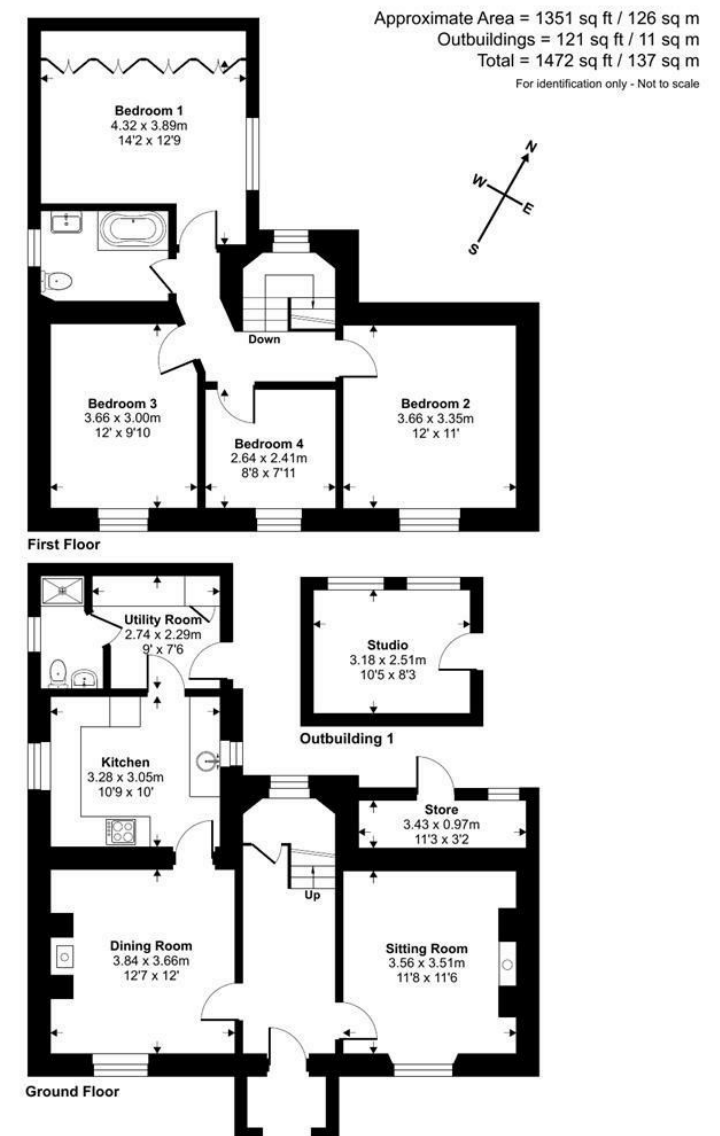 Approximate Area = 1351 sq ft / 126 sq m
Outbuildings = 121 sq ft / 11 sq m
Total = 1472 sq ft / 137 sq m
For identification only - Not to scale
N
W
E
S
Bedroom 1
4.32 x 3.89m
14'2 x 12'9
Down
Bedroom 3
3.66 x 3.00m
12' x 9'10
Bedroom 4
2.64 x 2.41m
8'8 x 7'11
Bedroom 2
3.66 x 3.35m
12' x 11'
First Floor
Utility Room
2.74 x 2.29m
9' x 7'6
Studio
3.18 x 2.51m
10'5 x 8'3
Outbuilding 1
Kitchen
3.28 x 3.05m
10'9 x 10'
Store
3.43 x 0.97m
11'3 x 3'2
Up
Dining Room
3.84 x 3.66m
12'7 x 12'
Sitting Room
3.56 x 3.51m
11'8 x 11'6
Ground Floor